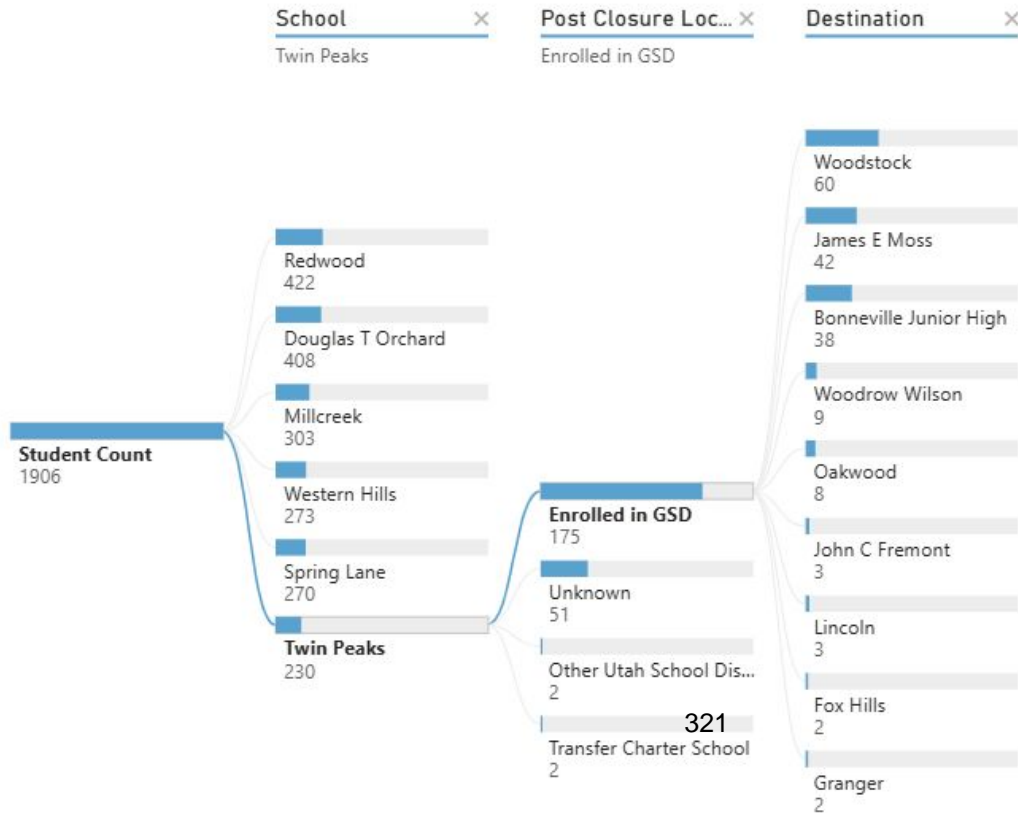 School
Twin Peaks
Post Closure Loc...
Enrolled in GSD
Destination
Student Count
1906
Redwood
422
Douglas T Orchard
408
Millcreek
303
Western Hills
273
Spring Lane
270
Twin Peaks
230
Enrolled in GSD
175
Unknown
51
Other Utah School Dis...
2
321
Transfer Charter School
2
Woodstock
60
James E Moss
42
Bonneville Junior High
38
Woodrow Wilson
9
Oakwood
8
John C Fremont
3
Lincoln
3
Fox Hills
2
Granger
2